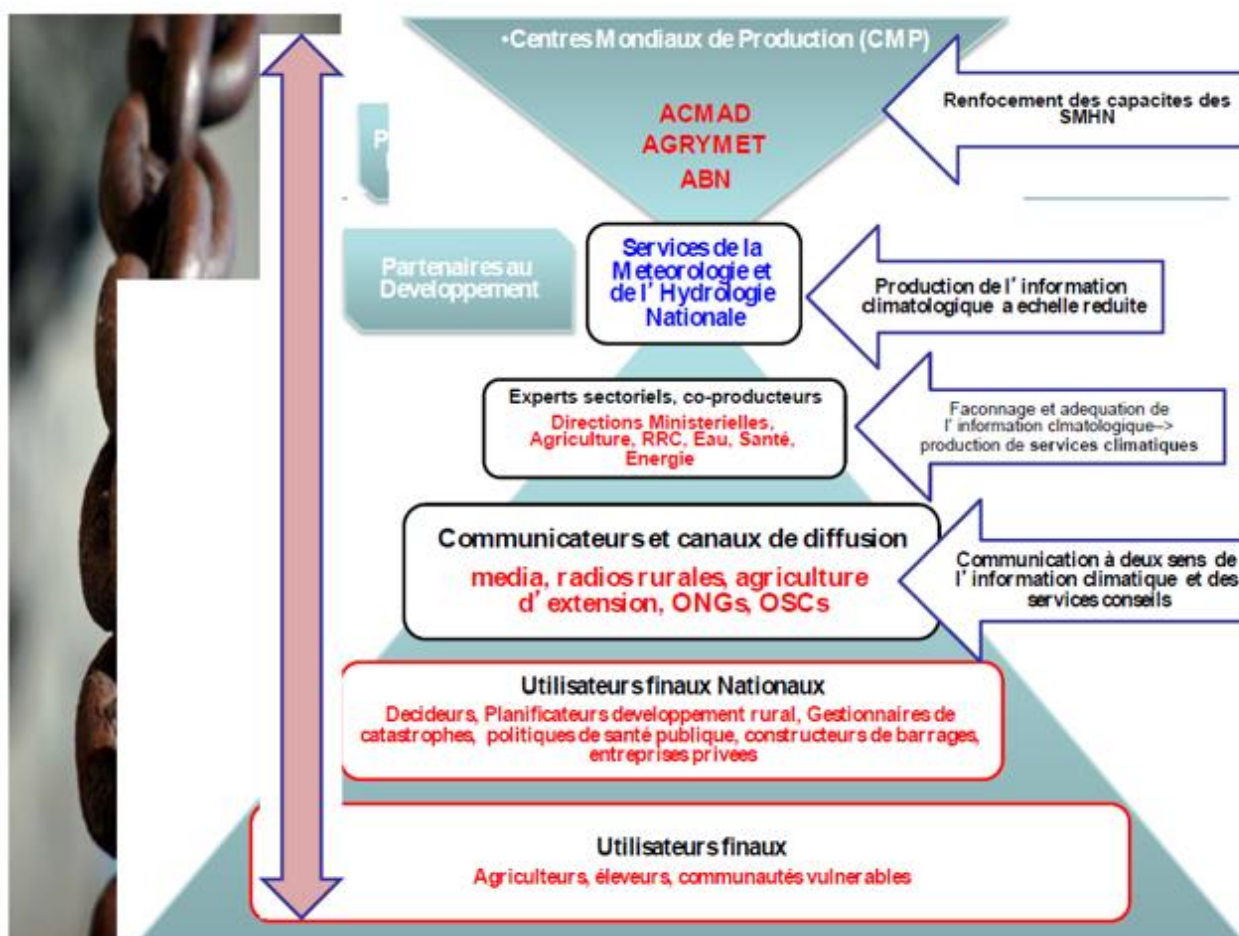 •Centres Mondiaux de Production (CMP)
ACMAD
AGRYMET
ABN
Renfocement des capacites des
SMHN
Partenaires au
Developpement
Services de la
Meteorologie et
de l’ Hydrologie
Nationale
Production de l’ information
climatologique a echelle reduite
Experts sectoriels, co-producteurs
Directions Ministerielles,
Agriculture, RRC, Eau, Santé,
Energie
Faconnage et adequation de
l’ information clmatologique–>
production de services climatiques
Communicateurs et canaux de diffusion
media, radios rurales, agriculture
d’ extension, ONGs, OSCs
Communication à deux sens de
l’ information climatique et des
services conseils
Utilisateurs finaux Nationaux
Decideurs, Planificateurs developpement rural, Gestionnaires de
catastrophes, politiques de santé publique, constructeurs de barrages,
entreprises privées
Utilisateurs finaux
Agriculteurs, éleveurs, communautés vulnerables